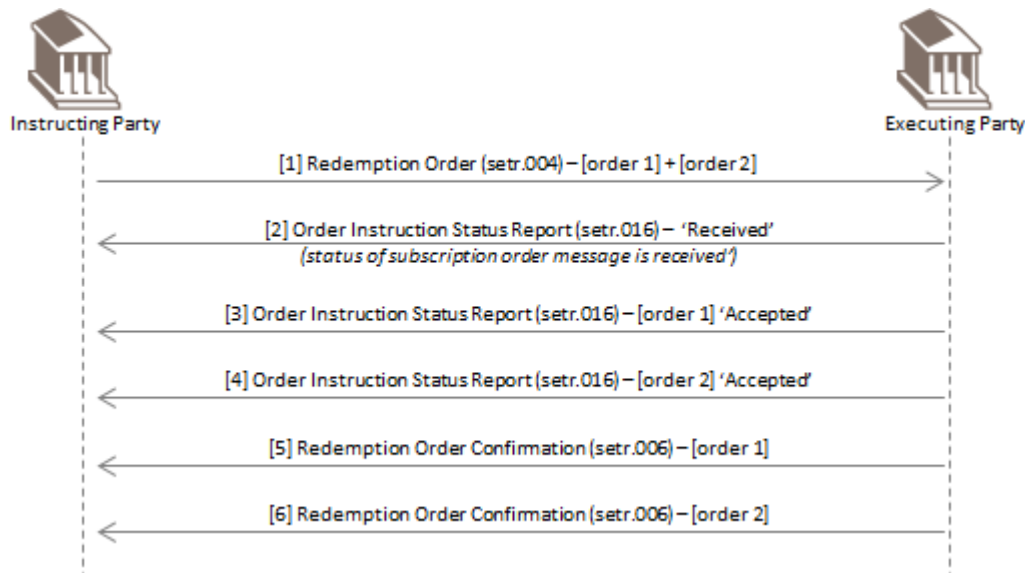 Instructing Party
Executing Party
[1] Redemption Order (setr.004) – [order 1] + [order 2]
[2] Order Instruction Status Report (setr.016) – ‘Received’
(status of subscription order message is received’)
[3] Order Instruction Status Report (setr.016) – [order 1] ‘Accepted’
[4] Order Instruction Status Report (setr.016) – [order 2] ‘Accepted’
[5] Redemption Order Confirmation (setr.006) – [order 1]
[6] Redemption Order Confirmation (setr.006) – [order 2]